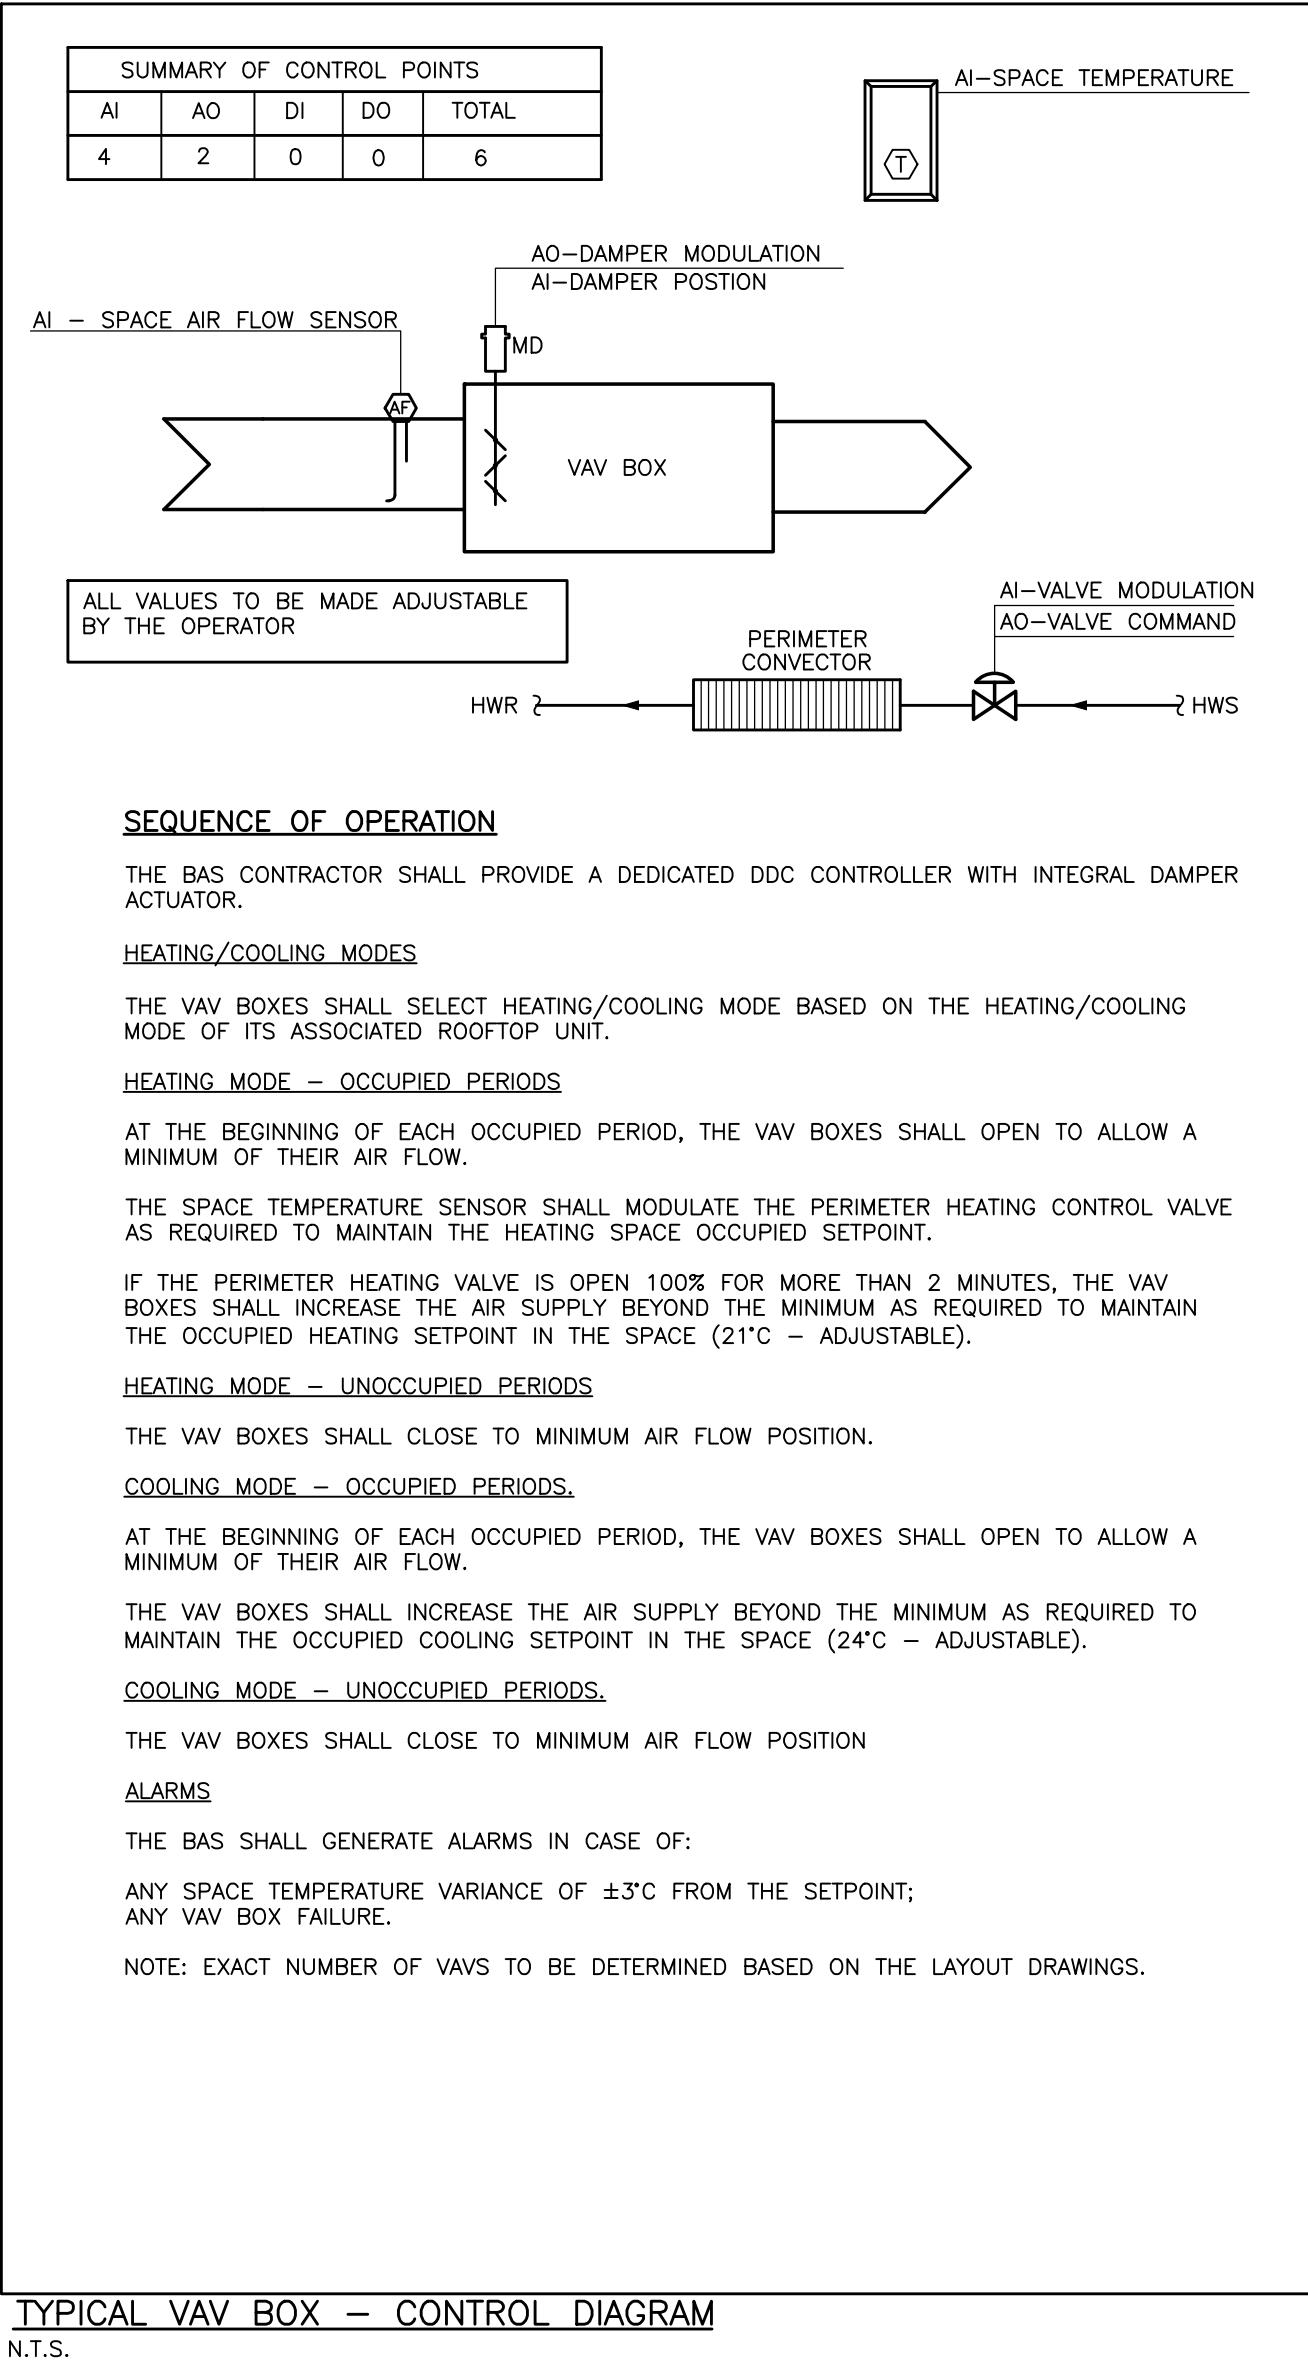 SUMMARY OF CONTROL POINTS
AI AO DI DO TOTAL
4 2 0 0 6
AI-SPACE TEMPERATURE
T
AO-DAMPER MODULATION
AI-DAMPER POSTION
AI - SPACE AIR FLOW SENSOR
MD
AF
VAV BOX
ALL VALUES TO BE MADE ADJUSTABLE
BY THE OPERATOR
AI-VALVE MODULATION
AO-VALVE COMMAND
PERIMETER
CONVECTOR
HWR
HWS
SEQUENCE OF OPERATION
THE BAS CONTRACTOR SHALL PROVIDE A DEDICATED DDC CONTROLLER WITH INTEGRAL DAMPER
ACTUATOR.
HEATING/COOLING MODES
THE VAV BOXES SHALL SELECT HEATING/COOLING MODE BASED ON THE HEATING/COOLING
MODE OF ITS ASSOCIATED ROOFTOP UNIT.
HEATING MODE - OCCUPIED PERIODS
AT THE BEGINNING OF EACH OCCUPIED PERIOD, THE VAV BOXES SHALL OPEN TO ALLOW A
MINIMUM OF THEIR AIR FLOW.
THE SPACE TEMPERATURE SENSOR SHALL MODULATE THE PERIMETER HEATING CONTROL VALVE
AS REQUIRED TO MAINTAIN THE HEATING SPACE OCCUPIED SETPOINT.
IF THE PERIMETER HEATING VALVE IS OPEN 100% FOR MORE THAN 2 MINUTES, THE VAV
BOXES SHALL INCREASE THE AIR SUPPLY BEYOND THE MINIMUM AS REQUIRED TO MAINTAIN
THE OCCUPIED HEATING SETPOINT IN THE SPACE (21°C - ADJUSTABLE).
HEATING MODE - UNOCCUPIED PERIODS
THE VAV BOXES SHALL CLOSE TO MINIMUM AIR FLOW POSITION.
COOLING MODE - OCCUPIED PERIODS.
AT THE BEGINNING OF EACH OCCUPIED PERIOD, THE VAV BOXES SHALL OPEN TO ALLOW A
MINIMUM OF THEIR AIR FLOW.
THE VAV BOXES SHALL INCREASE THE AIR SUPPLY BEYOND THE MINIMUM AS REQUIRED TO
MAINTAIN THE OCCUPIED COOLING SETPOINT IN THE SPACE (24°C - ADJUSTABLE).
COOLING MODE - UNOCCUPIED PERIODS.
THE VAV BOXES SHALL CLOSE TO MINIMUM AIR FLOW POSITION
ALARMS
THE BAS SHALL GENERATE ALARMS IN CASE OF:
ANY SPACE TEMPERATURE VARIANCE OF ±3°C FROM THE SETPOINT;
ANY VAV BOX FAILURE.
NOTE: EXACT NUMBER OF VAVS TO BE DETERMINED BASED ON THE LAYOUT DRAWINGS.
TYPICAL VAV BOX - CONTROL DIAGRAM
N.T.S.